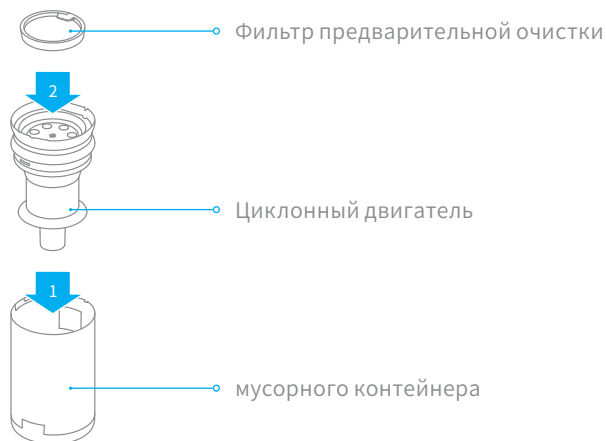 Фильтр предварительной очистки
2
Циклонный двигатель
1
мусорного контейнера